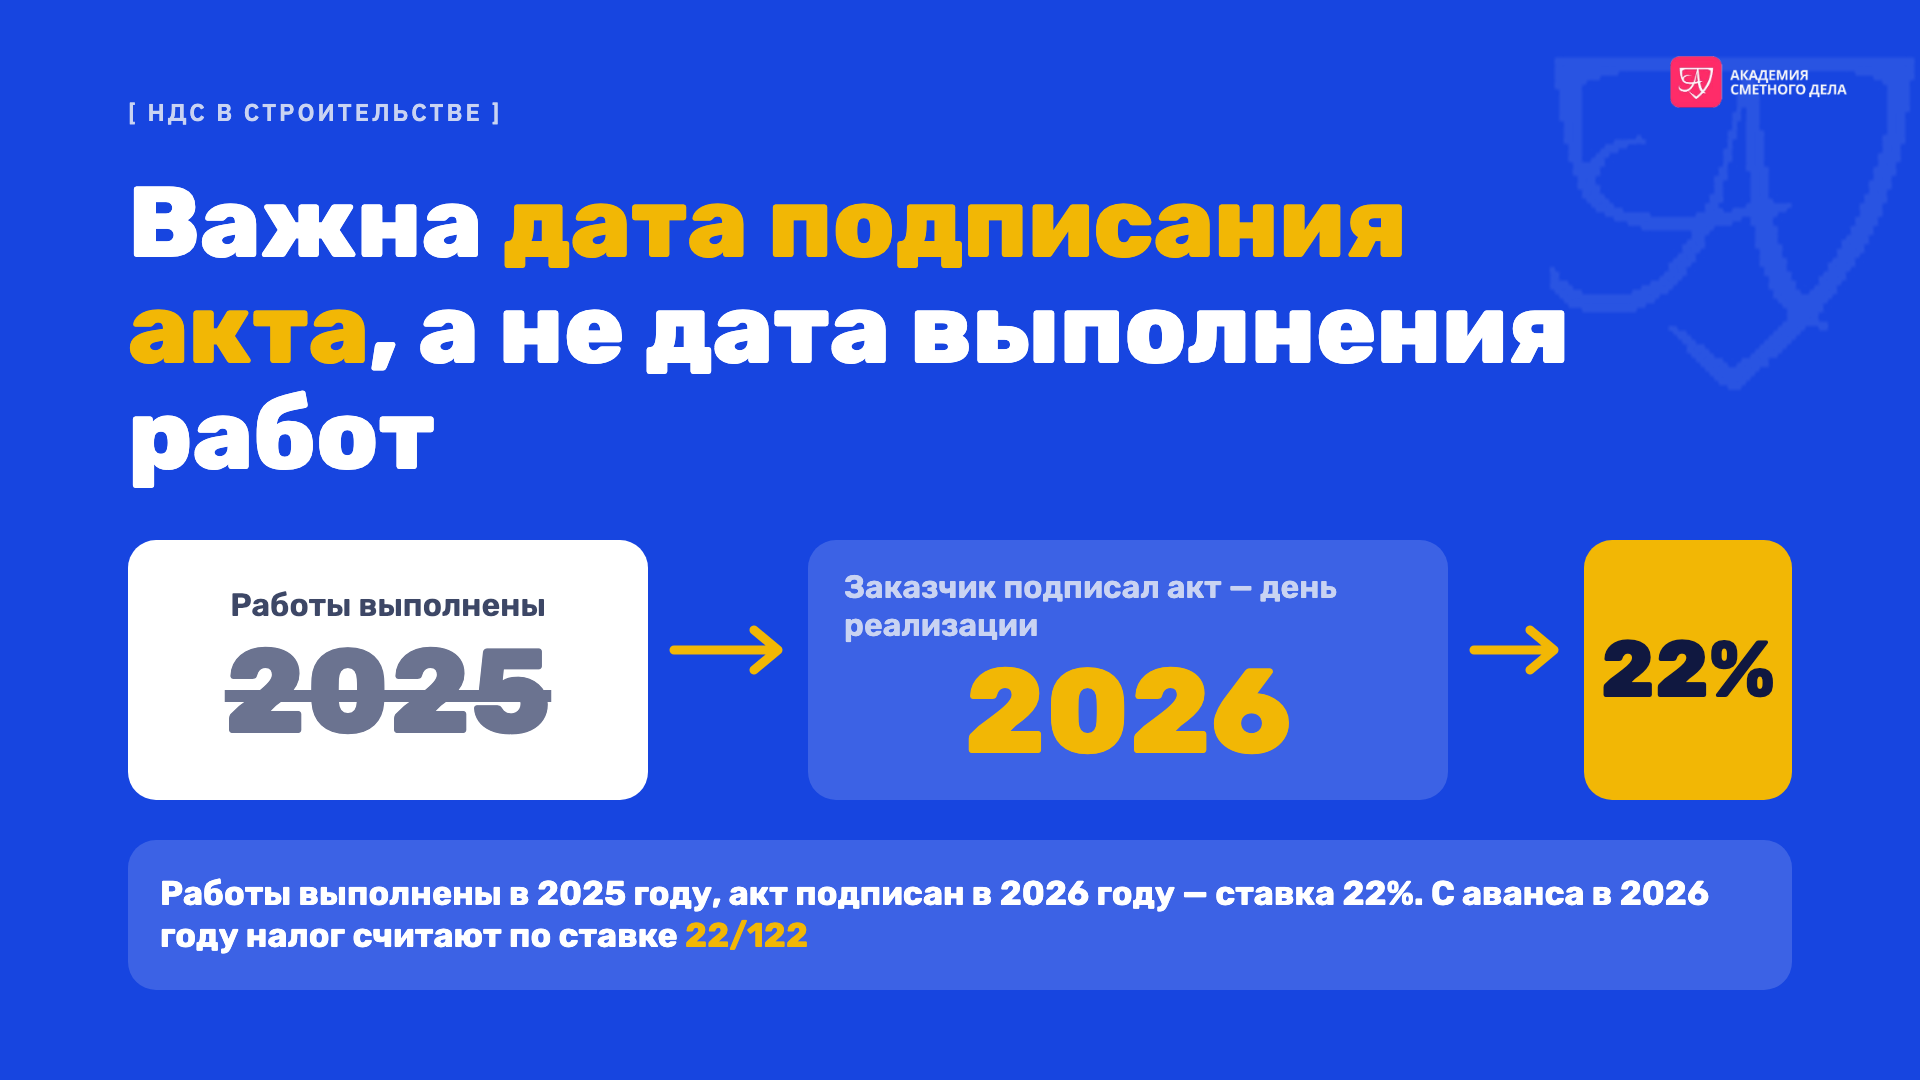 АКАДЕМИЯ
СМЕТНОГО ДЕЛА
[ НДС В СТРОИТЕЛЬСТВЕ ]
Важна дата подписания
акта, а не дата выполнения
работ
Работы выполнены
2025
Заказчик подписал акт — день
реализации
2026
22%
Работы выполнены в 2025 году, акт подписан в 2026 году — ставка 22%. С аванса в 2026
году налог считают по ставке 22/122